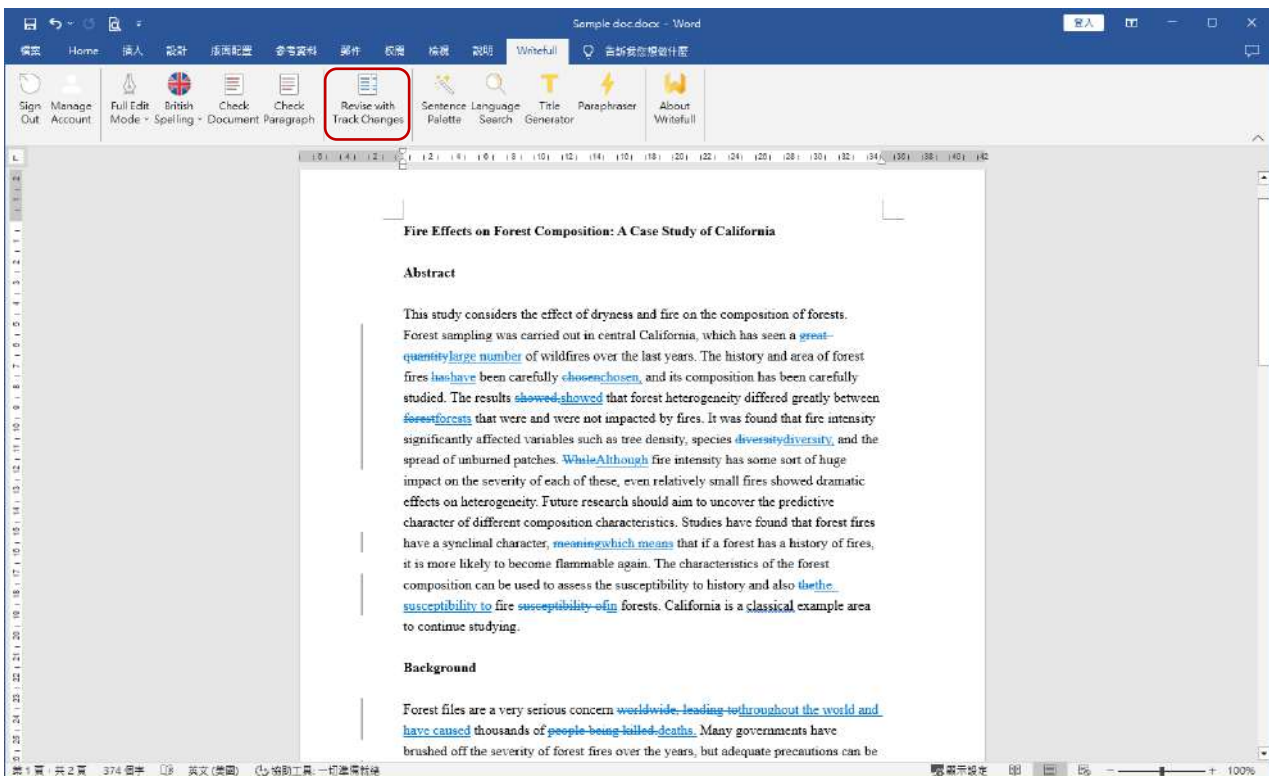 Sample doc.docx - Word
登入
檔案 Home 插入 設計 版面配置 參考資料 郵件 校閱 檢視 說明 Writefull 告訴我您想做什麼
Sign Out
Manage Account
Full Edit Mode
British Spelling
Check Document
Check Paragraph
Revise with Track Changes
Sentence Palette
Language Search
Title Generator
Paraphraser
About Writefull
Fire Effects on Forest Composition: A Case Study of California
Abstract
This study considers the effect of dryness and fire on the composition of forests.
Forest sampling was carried out in central California, which has seen a great
quantitylarge number of wildfires over the last years. The history and area of forest
fires hashave been carefully chosenchosen, and its composition has been carefully
studied. The results showed,showed that forest heterogeneity differed greatly between
forestforests that were and were not impacted by fires. It was found that fire intensity
significantly affected variables such as tree density, species diversitydiversity, and the
spread of unburned patches. WhileAlthough fire intensity has some sort of huge
impact on the severity of each of these, even relatively small fires showed dramatic
effects on heterogeneity. Future research should aim to uncover the predictive
character of different composition characteristics. Studies have found that forest fires
have a synclinal character, meaningwhich means that if a forest has a history of fires,
it is more likely to become flammable again. The characteristics of the forest
composition can be used to assess the susceptibility to history and also thethe
susceptibility to fire susceptibility ofin forests. California is a classical example area
to continue studying.
Background
Forest files are a very serious concern worldwide, leading tothroughout the world and
have caused thousands of people being killed.deaths. Many governments have
brushed off the severity of forest fires over the years, but adequate precautions can be
第 1 頁，共 2 頁 374 個字 英文 (美國) 協助工具: 一切準備就緒 顯示設定 100%